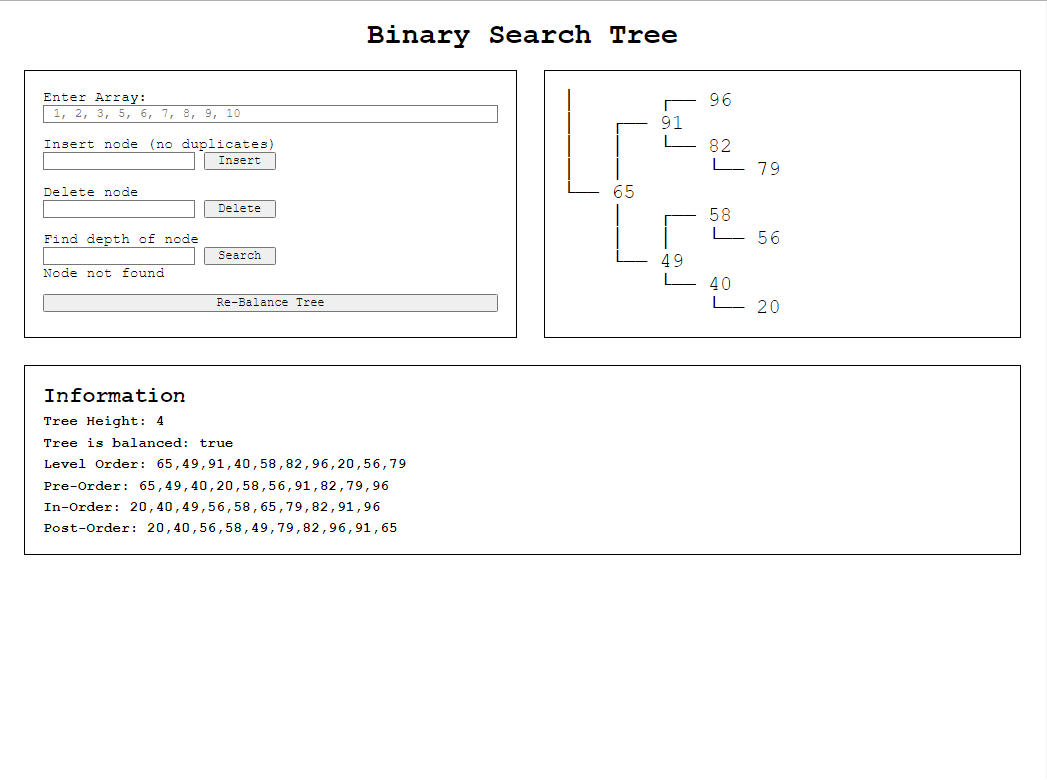 Binary Search Tree
Enter Array:
1, 2, 3, 5, 6, 7, 8, 9, 10
Insert node (no duplicates)
Insert
Delete node
Delete
Find depth of node
Search
Node not found
Re-Balance Tree
│       ┌── 96
│   ┌── 91
│   │   └── 82
│   │       └── 79
└── 65
    │   ┌── 58
    │   │   └── 56
    └── 49
        └── 40
            └── 20
Information
Tree Height: 4
Tree is balanced: true
Level Order: 65,49,91,40,58,82,96,20,56,79
Pre-Order: 65,49,40,20,58,56,91,82,79,96
In-Order: 20,40,49,56,58,65,79,82,91,96
Post-Order: 20,40,56,58,49,79,82,96,91,65